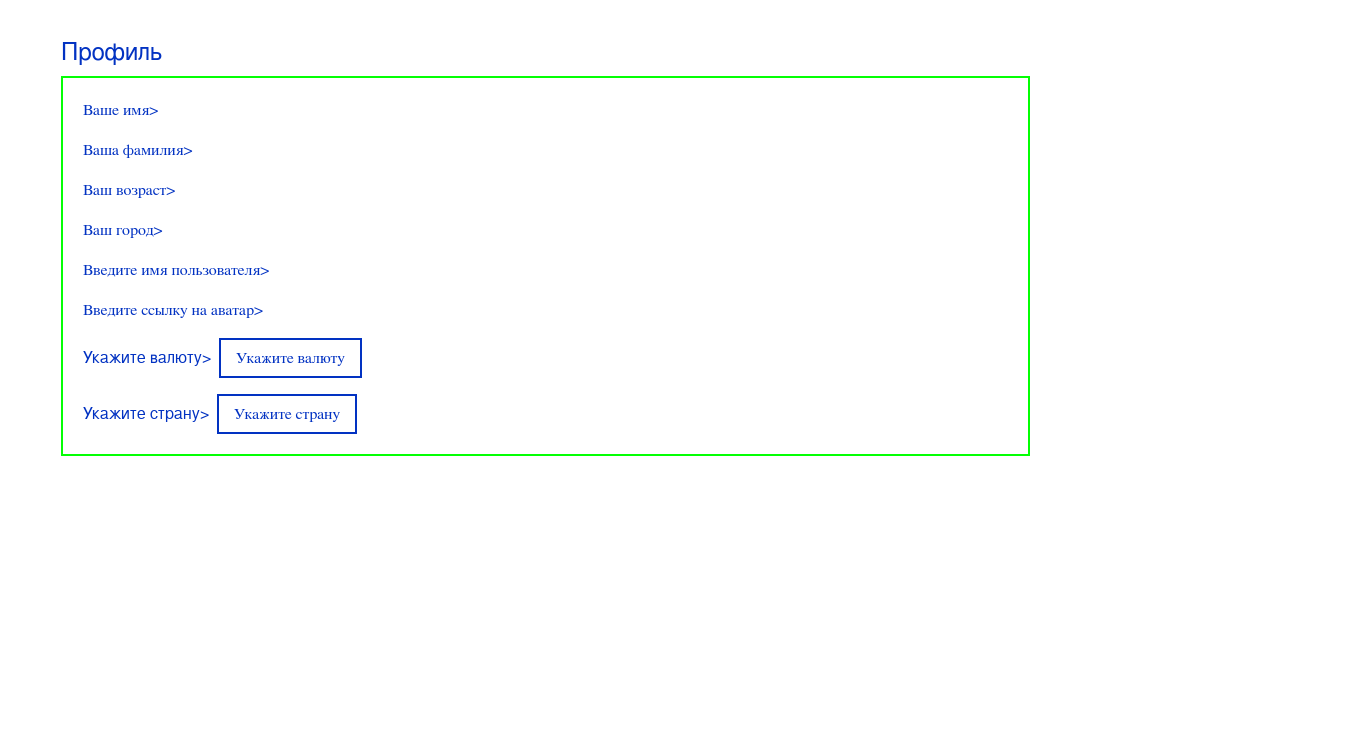 Профиль
Ваше имя>
Ваша фамилия>
Ваш возраст>
Ваш город>
Введите имя пользователя>
Введите ссылку на аватар>
Укажите валюту> Укажите валюту
Укажите страну> Укажите страну